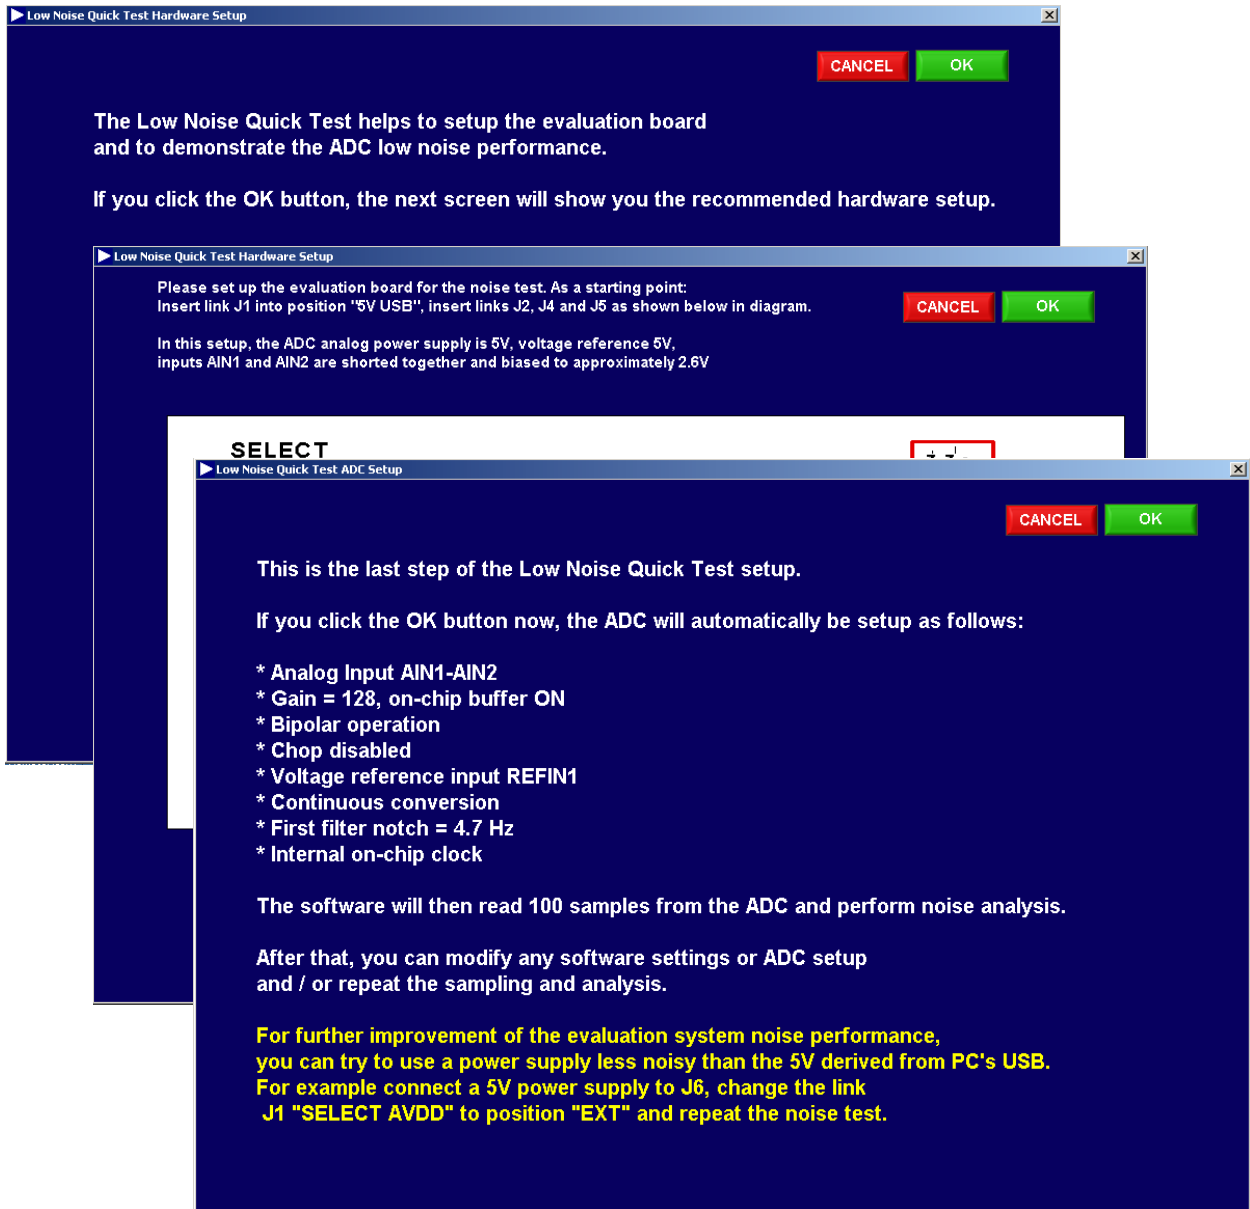 Low Noise Quick Test Hardware Setup
CANCEL
OK
The Low Noise Quick Test helps to setup the evaluation board
and to demonstrate the ADC low noise performance.
If you click the OK button, the next screen will show you the recommended hardware setup.
Low Noise Quick Test Hardware Setup
Please set up the evaluation board for the noise test. As a starting point:
Insert link J1 into position "5V USB", insert links J2, J4 and J5 as shown below in diagram.
CANCEL
OK
In this setup, the ADC analog power supply is 5V, voltage reference 5V,
inputs AIN1 and AIN2 are shorted together and biased to approximately 2.6V
SELECT
Low Noise Quick Test ADC Setup
CANCEL
OK
This is the last step of the Low Noise Quick Test setup.
If you click the OK button now, the ADC will automatically be setup as follows:
* Analog Input AIN1-AIN2
* Gain = 128, on-chip buffer ON
* Bipolar operation
* Chop disabled
* Voltage reference input REFIN1
* Continuous conversion
* First filter notch = 4.7 Hz
* Internal on-chip clock
The software will then read 100 samples from the ADC and perform noise analysis.
After that, you can modify any software settings or ADC setup
and / or repeat the sampling and analysis.
For further improvement of the evaluation system noise performance,
you can try to use a power supply less noisy than the 5V derived from PC's USB.
For example connect a 5V power supply to J6, change the link
J1 "SELECT AVDD" to position "EXT" and repeat the noise test.